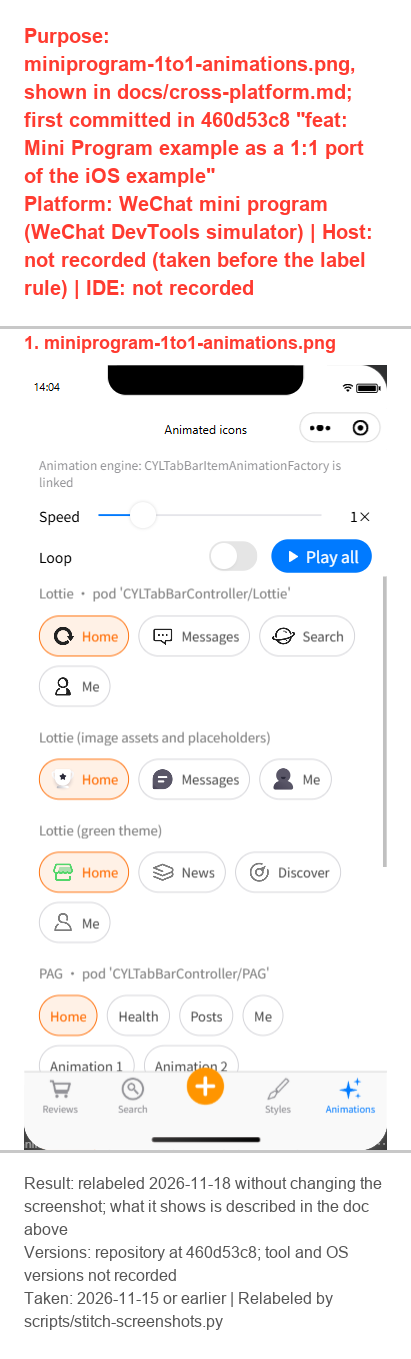 Purpose:
miniprogram-1to1-animations.png,
shown in docs/cross-platform.md;
first committed in 460d53c8 "feat:
Mini Program example as a 1:1 port
of the iOS example"
Platform: WeChat mini program
(WeChat DevTools simulator) | Host:
not recorded (taken before the label
rule) | IDE: not recorded
1. miniprogram-1to1-animations.png
14:04
Animated icons
Animation engine: CYLTabBarItemAnimationFactory is
linked
Speed 1×
Loop Play all
Lottie · pod 'CYLTabBarController/Lottie'
Home Messages Search
Me
Lottie (image assets and placeholders)
Home Messages Me
Lottie (green theme)
Home News Discover
Me
PAG · pod 'CYLTabBarController/PAG'
Home Health Posts Me
Animation 1 Animation 2
Reviews Search Styles Animations
Result: relabeled 2026-11-18 without changing the
screenshot; what it shows is described in the doc
above
Versions: repository at 460d53c8; tool and OS
versions not recorded
Taken: 2026-11-15 or earlier | Relabeled by
scripts/stitch-screenshots.py